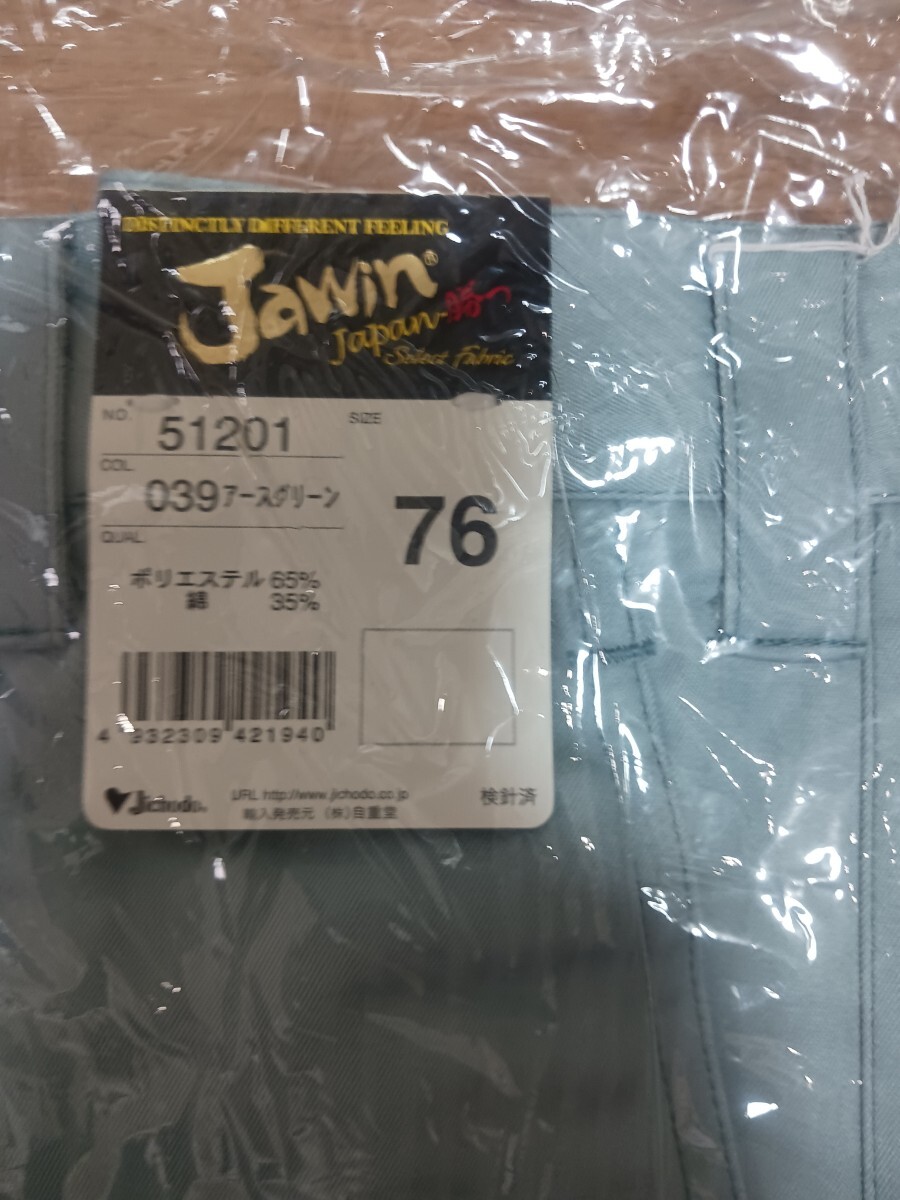 DISTINCTLY DIFFERENT FEELING
Jawin®
Japan-勝つ
Select Fabric
NO.
51201
SIZE
COL.
039アースグリーン
76
QUAL.
ポリエステル 65%
綿 35%
4 932309 421940
Jichodo®
URL http://www.jichodo.co.jp
検針済
輸入発売元 (株)自重堂